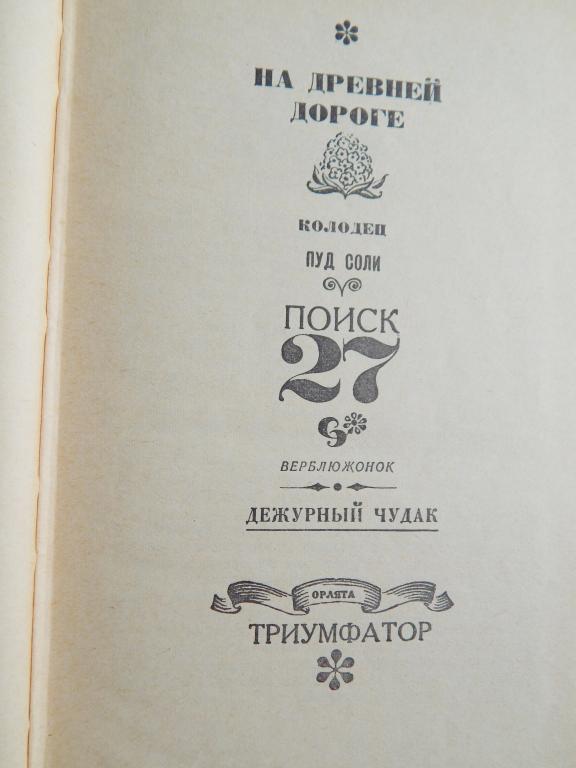 НА ДРЕВНЕЙ
ДОРОГЕ
КОЛОДЕЦ
ПУД СОЛИ
ПОИСК
27
ВЕРБЛЮЖОНОК
ДЕЖУРНЫЙ ЧУДАК
ОРЛЯТА
ТРИУМФАТОР